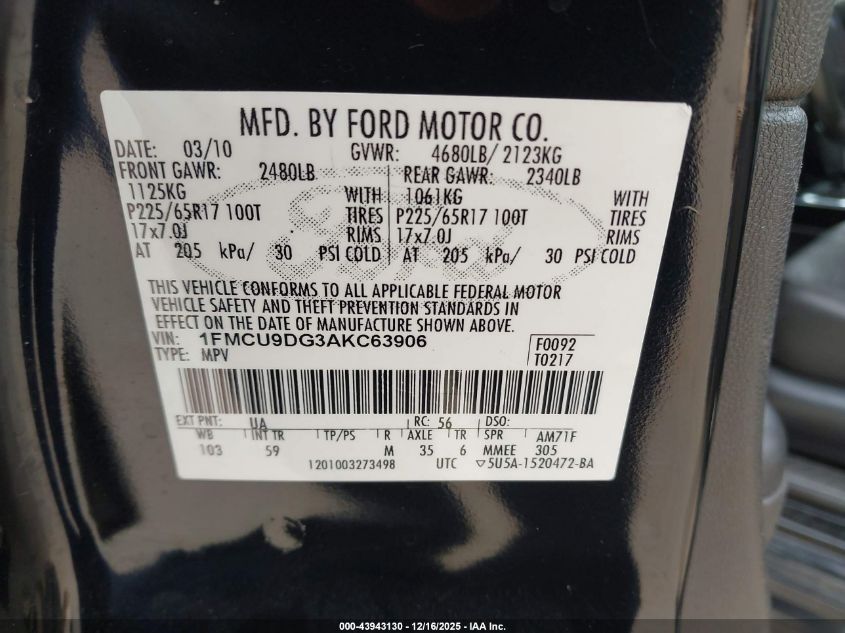 MFD. BY FORD MOTOR CO.
DATE: 03/10 GVWR: 4680LB/ 2123KG
FRONT GAWR: 2480LB REAR GAWR: 2340LB
1125KG WITH 1061KG WITH
P225/65R17 100T TIRES P225/65R17 100T TIRES
17x7.0J RIMS 17x7.0J RIMS
AT 205 kPa/ 30 PSI COLD AT 205 kPa/ 30 PSI COLD
THIS VEHICLE CONFORMS TO ALL APPLICABLE FEDERAL MOTOR
VEHICLE SAFETY AND THEFT PREVENTION STANDARDS IN
EFFECT ON THE DATE OF MANUFACTURE SHOWN ABOVE.
VIN: 1FMCU9DG3AKC63906 F0092
TYPE: MPV T0217
EXT PNT: UA RC: 56 DSO:
WB INT TR TP/PS R AXLE TR SPR AM71F
103 59 M 35 6 MMEE 305
1201003273498 UTC ▽5U5A-1520472-BA
Ford
000-43943130 - 12/16/2025 - IAA Inc.